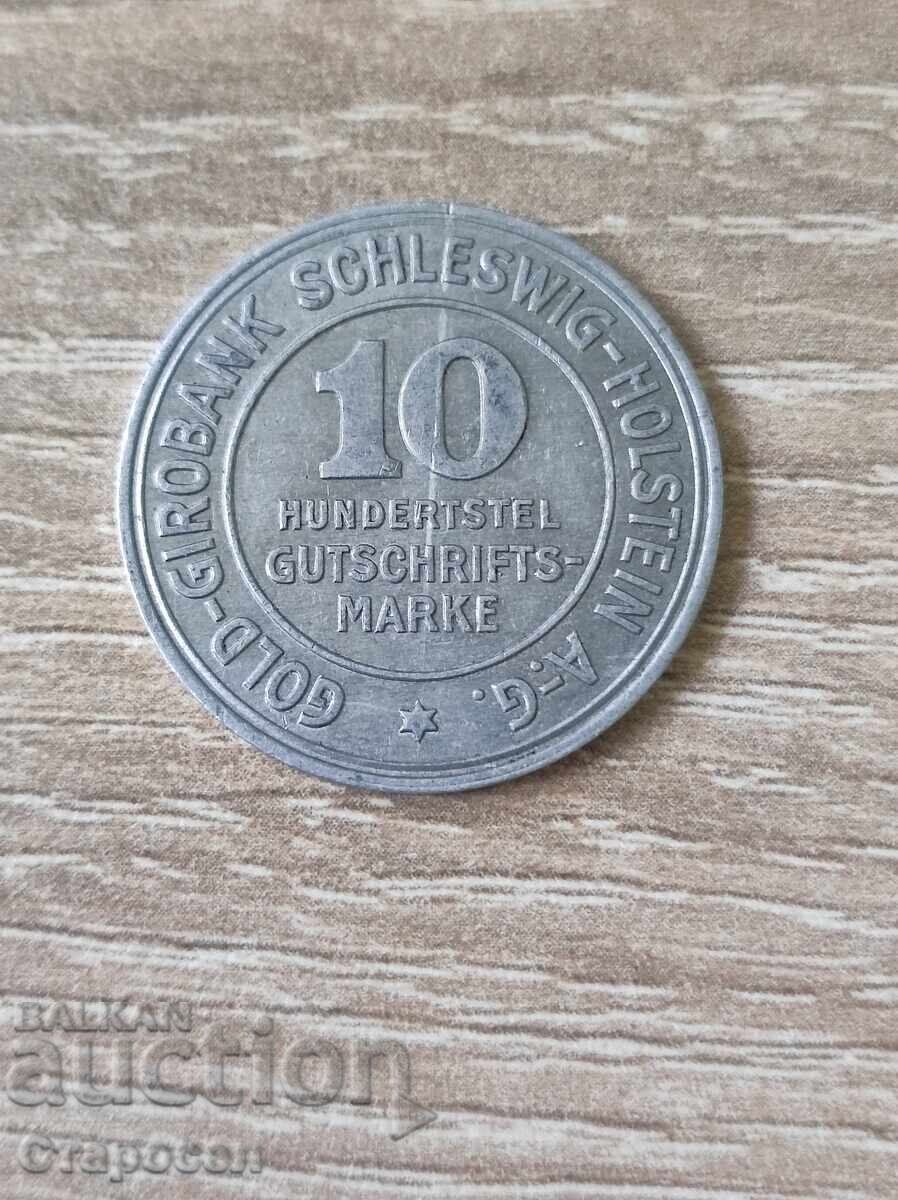 GOLD-GIROBANK SCHLESWIG-HOLSTEIN A.-G.
10
HUNDERTSTEL
GUTSCHRIFTS-
MARKE
BALKAN
auction
Старосел